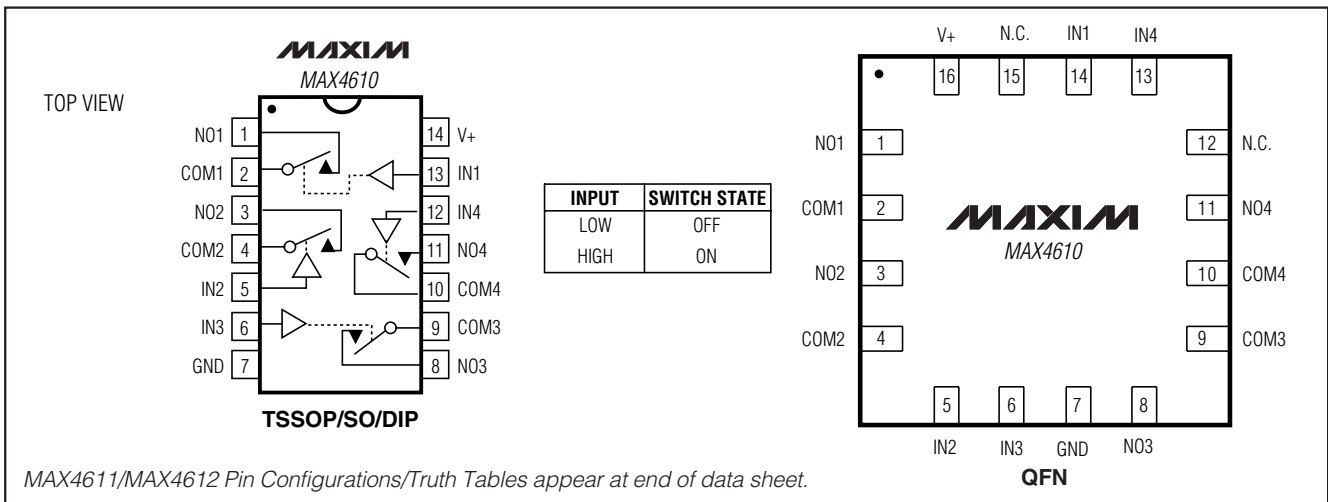 MAXIM
MAX4610
TOP VIEW
NO1 1
COM1 2
NO2 3
COM2 4
IN2 5
IN3 6
GND 7
14 V+
13 IN1
12 IN4
11 NO4
10 COM4
9 COM3
8 NO3
TSSOP/SO/DIP
INPUT SWITCH STATE
LOW OFF
HIGH ON
V+ N.C. IN1 IN4
16 15 14 13
NO1 1
COM1 2
NO2 3
COM2 4
12 N.C.
11 NO4
10 COM4
9 COM3
MAXIM
MAX4610
5 6 7 8
IN2 IN3 GND NO3
QFN
MAX4611/MAX4612 Pin Configurations/Truth Tables appear at end of data sheet.